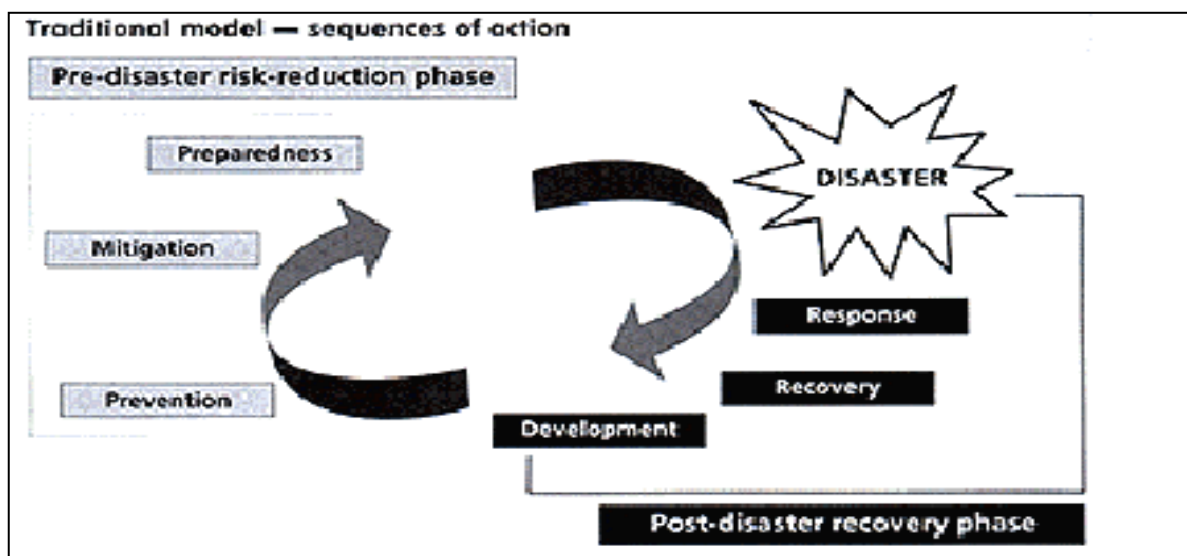 Traditional model — sequences of action
Pre-disaster risk-reduction phase
Preparedness
DISASTER
Mitigation
Response
Recovery
Prevention
Development
Post-disaster recovery phase